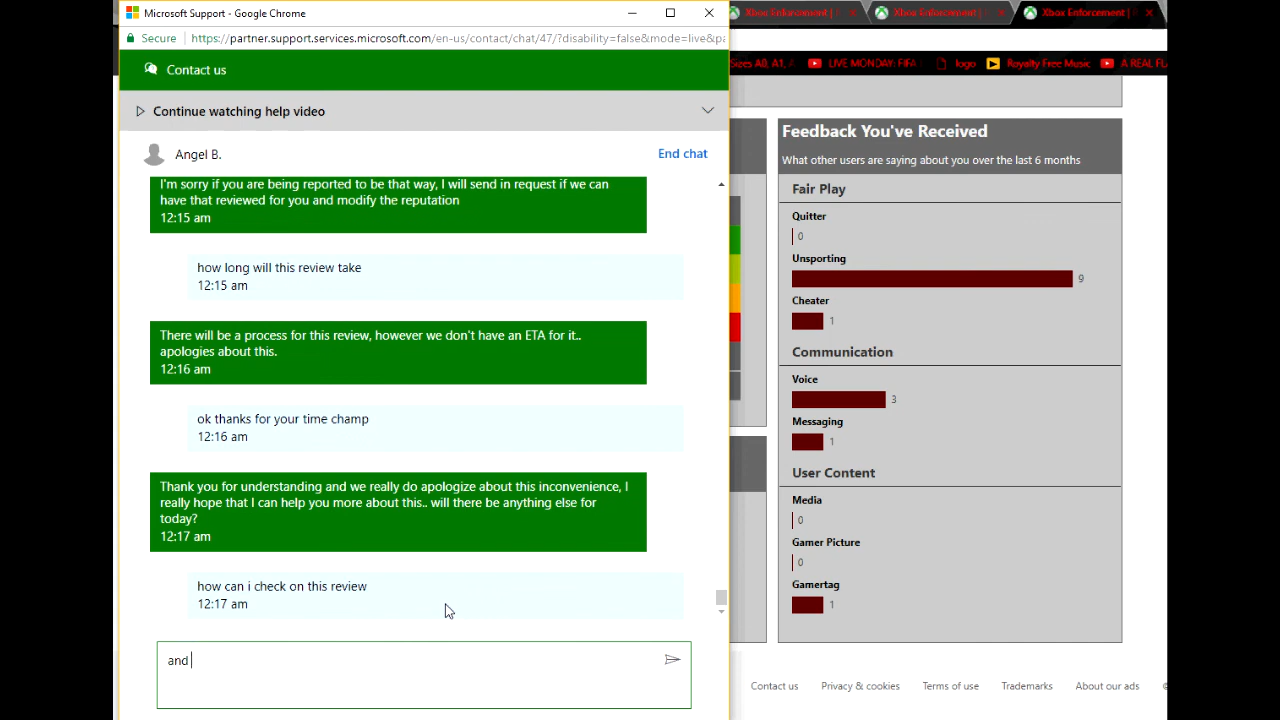 Microsoft Support - Google Chrome
Xbox Enforcement |
Xbox Enforcement |
Xbox Enforcement |
Secure
https://partner.support.services.microsoft.com/en-us/contact/chat/47/?disability=false&mode=live&pa
Sizes A0, A1, A
LIVE MONDAY: FIFA
logo
Royalty Free Music
A REAL FL
Contact us
Continue watching help video
Angel B.
End chat
I'm sorry if you are being reported to be that way, I will send in request if we can
have that reviewed for you and modify the reputation
12:15 am
how long will this review take
12:15 am
There will be a process for this review, however we don't have an ETA for it..
apologies about this.
12:16 am
ok thanks for your time champ
12:16 am
Thank you for understanding and we really do apologize about this inconvenience, I
really hope that I can help you more about this.. will there be anything else for
today?
12:17 am
how can i check on this review
12:17 am
and
Feedback You've Received
What other users are saying about you over the last 6 months
Fair Play
Quitter
0
Unsporting
9
Cheater
1
Communication
Voice
3
Messaging
1
User Content
Media
0
Gamer Picture
0
Gamertag
1
Contact us
Privacy & cookies
Terms of use
Trademarks
About our ads
©